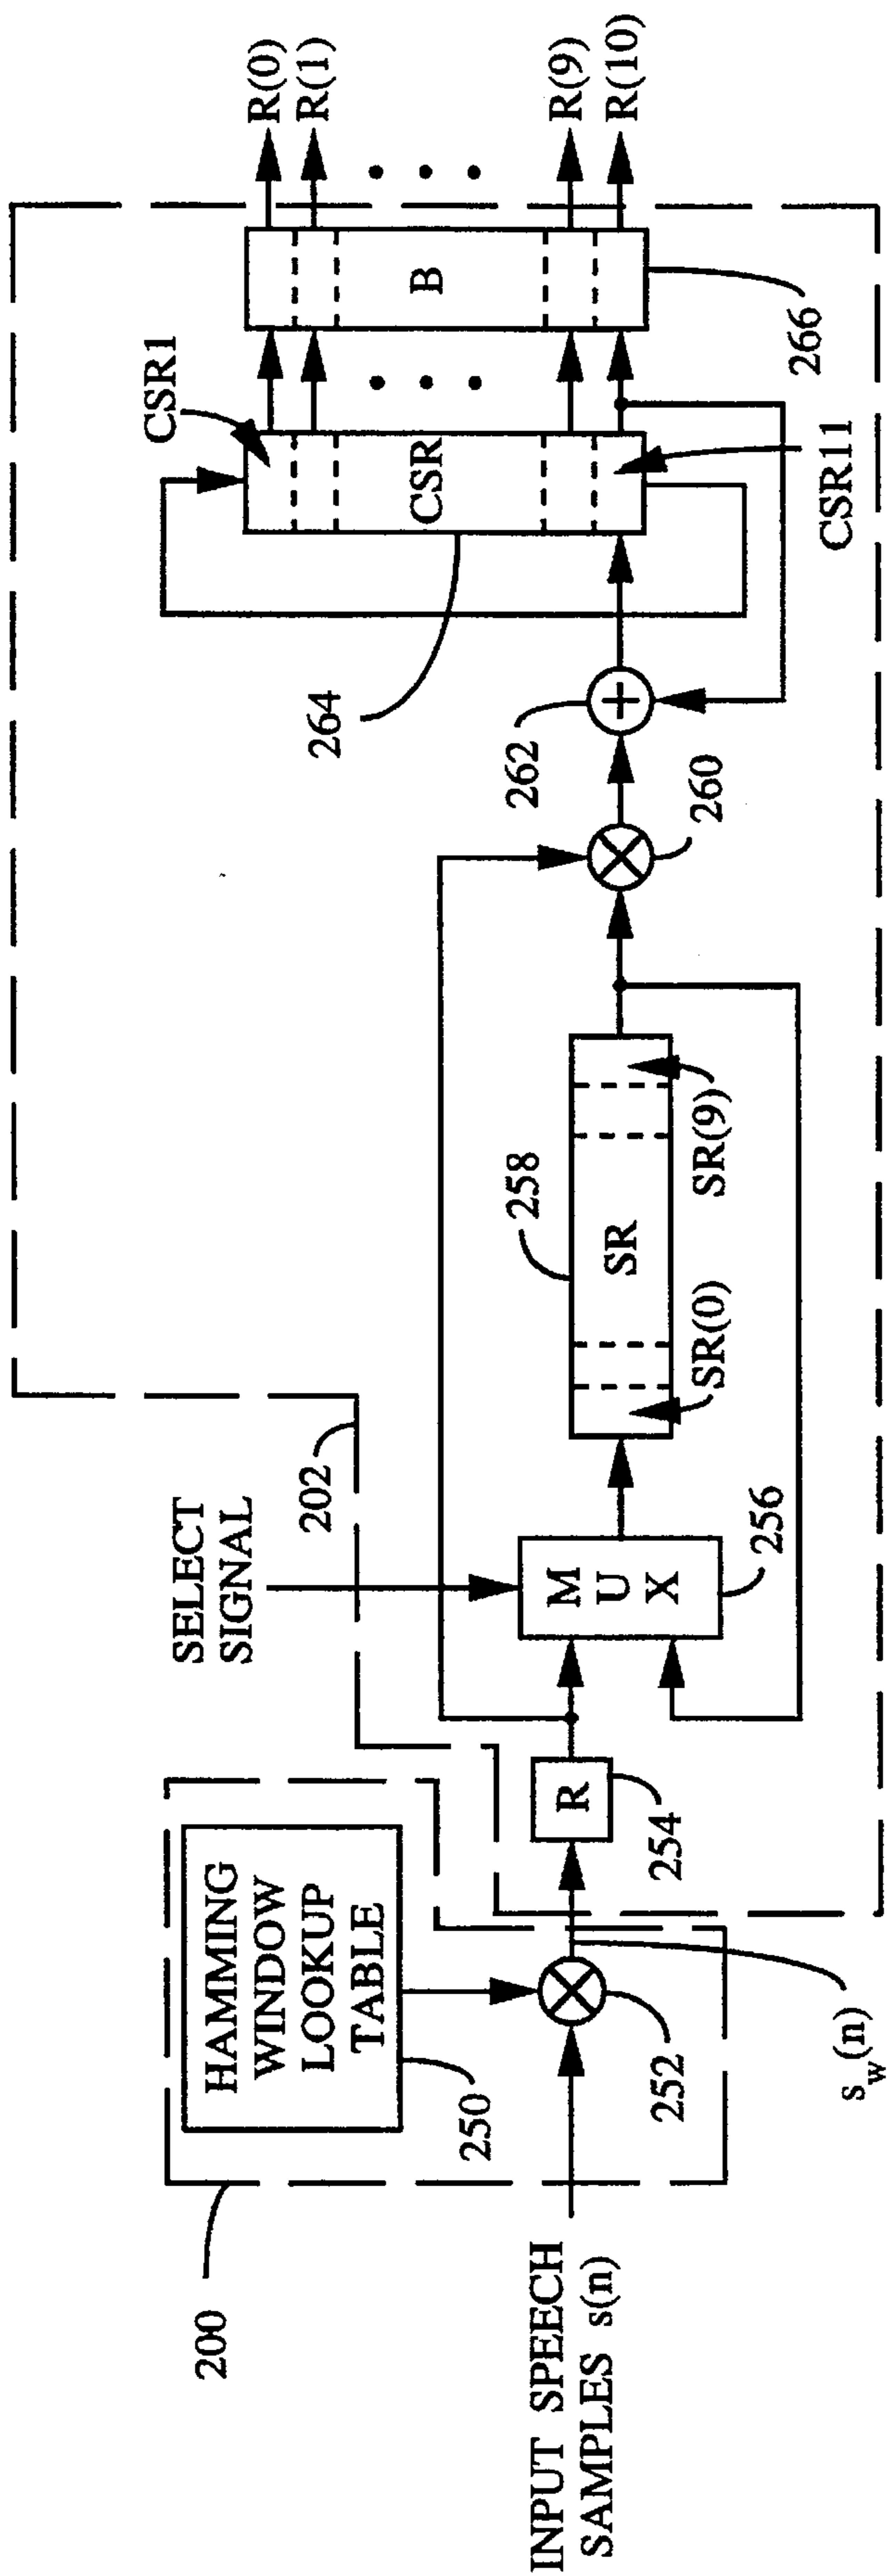 INPUT SPEECH
SAMPLES s(n)
200
HAMMING
WINDOW
LOOKUP
TABLE
250
252
s_w(n)
R
254
SELECT
SIGNAL
202
M
U
X
256
SR
258
SR(0)
SR(9)
260
262
264
CSR
CSR1
CSR11
B
266
R(0)
R(1)
R(9)
R(10)